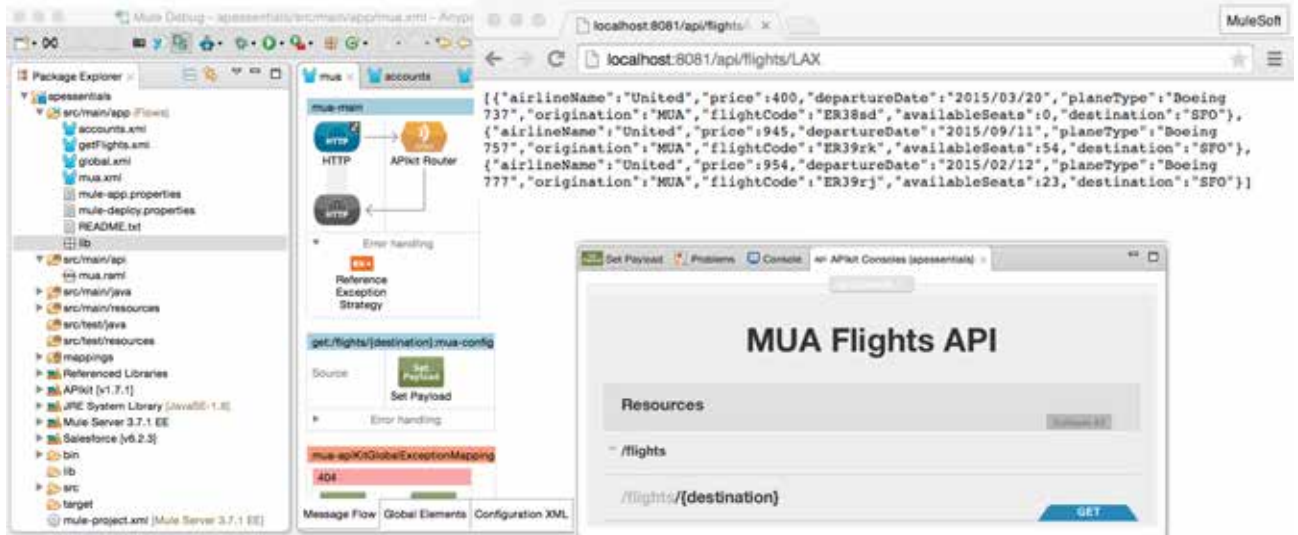 Mule Debug - apessentials/src/main/app/mua.xml - Anyp
Package Explorer
apessentials
src/main/app (Flows)
accounts.xml
getFlights.xml
global.xml
mua.xml
mule-app.properties
mule-deploy.properties
README.txt
lib
src/main/api
mua.raml
src/main/java
src/main/resources
src/test/java
src/test/resources
mappings
Referenced Libraries
APIkit [v1.7.1]
JRE System Library [JavaSE-1.8]
Mule Server 3.7.1 EE
Salesforce [v6.2.3]
bin
lib
src
target
mule-project.xml [Mule Server 3.7.1 EE]
mua
accounts
mua-main
HTTP
HTTP
APIkit Router
HTTP
Error handling
Reference
Exception
Strategy
get:/flights/{destination}:mua-config
Source
Set
Payload
Set Payload
Error handling
mua-apiKitGlobalExceptionMapping
404
Message Flow
Global Elements
Configuration XML
localhost:8081/api/flights/
MuleSoft
localhost:8081/api/flights/LAX
[{"airlineName":"United","price":400,"departureDate":"2015/03/20","planeType":"Boeing
737","origination":"MUA","flightCode":"ER38sd","availableSeats":0,"destination":"SFO"},
{"airlineName":"United","price":945,"departureDate":"2015/09/11","planeType":"Boeing
757","origination":"MUA","flightCode":"ER39rk","availableSeats":54,"destination":"SFO"},
{"airlineName":"United","price":954,"departureDate":"2015/02/12","planeType":"Boeing
777","origination":"MUA","flightCode":"ER39rj","availableSeats":23,"destination":"SFO"}]
Set Payload
Problems
Console
APIkit Consoles (apessentials)
MUA Flights API
Resources
/flights
/flights/{destination}
GET